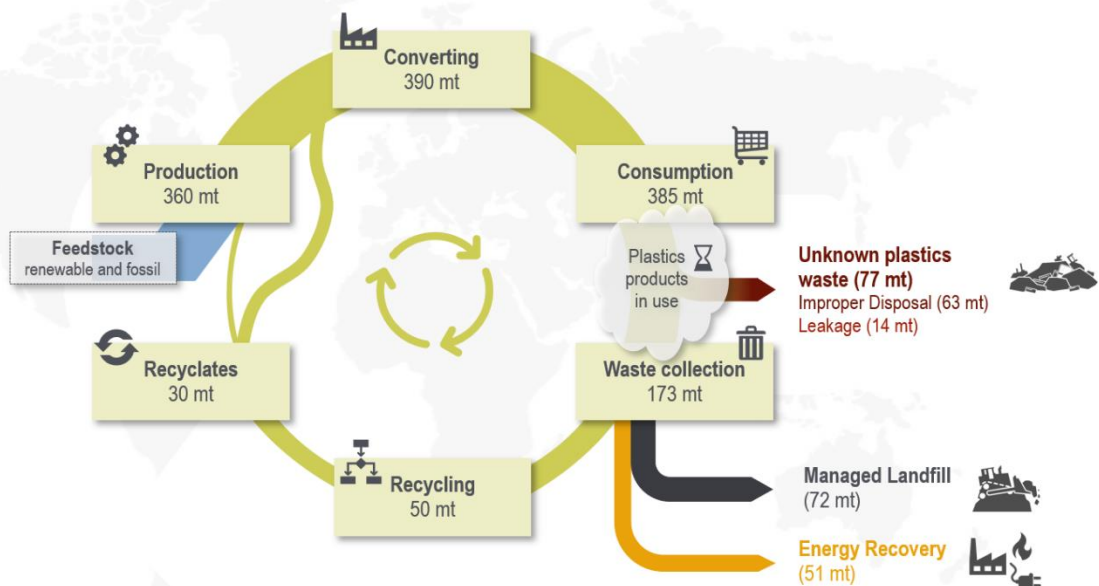 Converting
390 mt
Production
360 mt
Consumption
385 mt
Feedstock
renewable and fossil
Plastics
products
in use
Unknown plastics
waste (77 mt)
Improper Disposal (63 mt)
Leakage (14 mt)
Recyclates
30 mt
Waste collection
173 mt
Recycling
50 mt
Managed Landfill
(72 mt)
Energy Recovery
(51 mt)